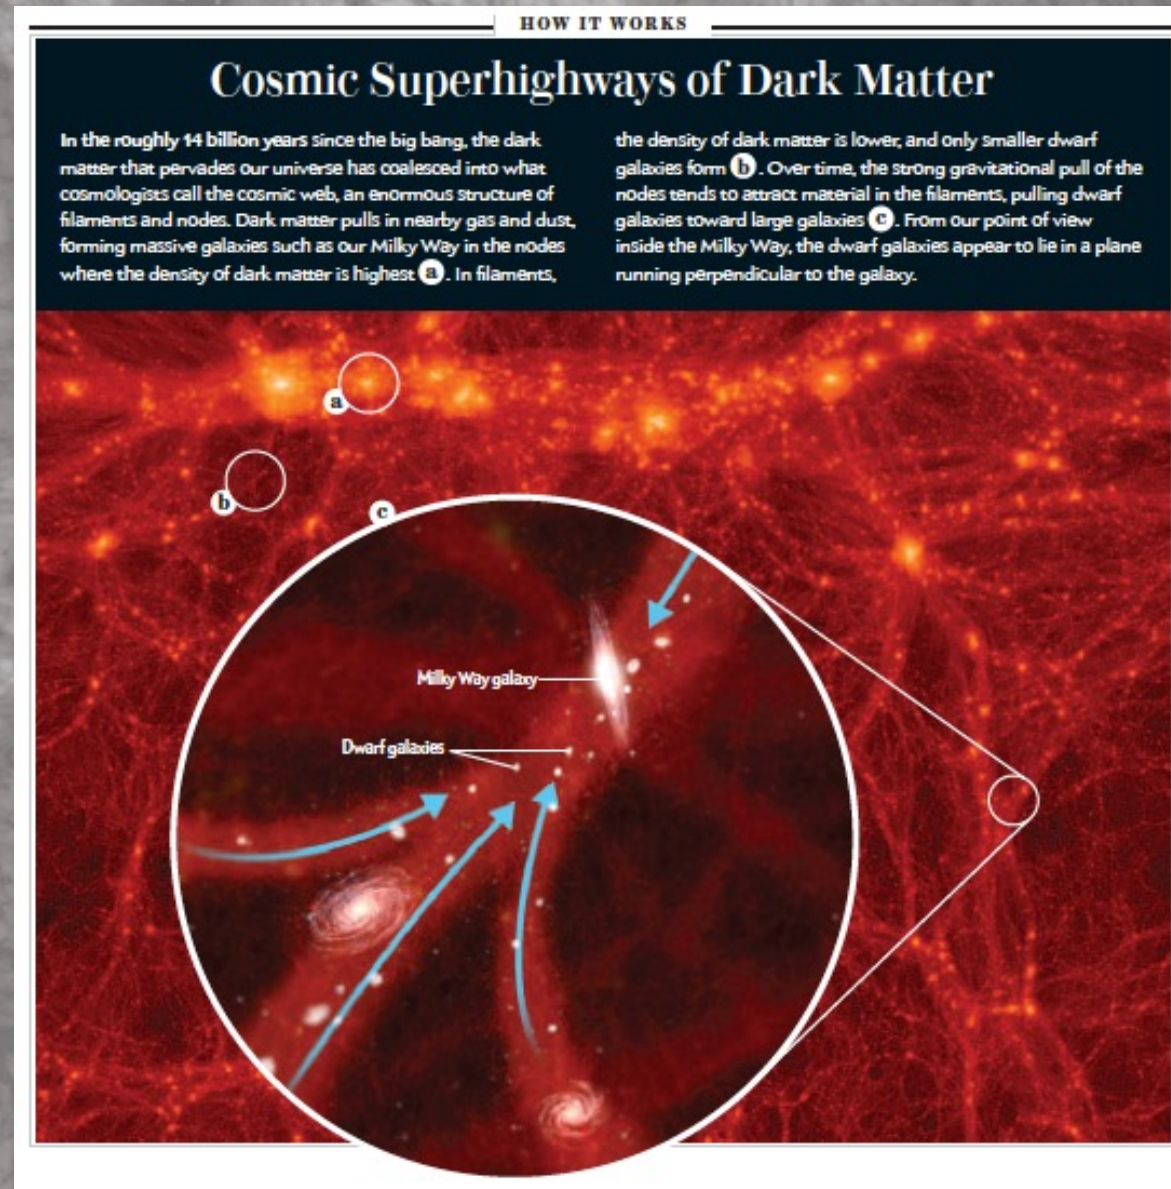 HOW IT WORKS
Cosmic Superhighways of Dark Matter
In the roughly 14 billion years since the big bang, the dark
matter that pervades our universe has coalesced into what
cosmologists call the cosmic web, an enormous structure of
filaments and nodes. Dark matter pulls in nearby gas and dust,
forming massive galaxies such as our Milky Way in the nodes
where the density of dark matter is highest a. In filaments,
the density of dark matter is lower, and only smaller dwarf
galaxies form b. Over time, the strong gravitational pull of the
nodes tends to attract material in the filaments, pulling dwarf
galaxies toward large galaxies c. From our point of view
inside the Milky Way, the dwarf galaxies appear to lie in a plane
running perpendicular to the galaxy.
a
b
c
Milky Way galaxy
Dwarf galaxies